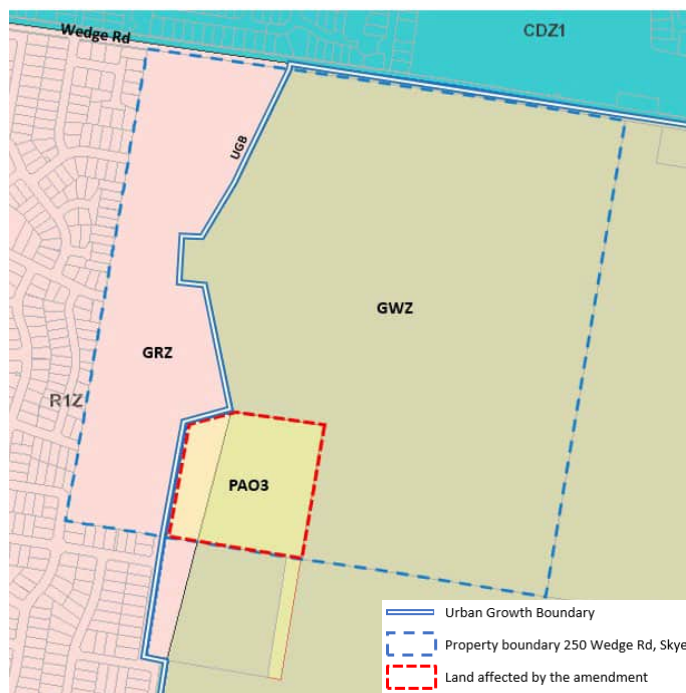 Wedge Rd
CDZ1
UGB
GWZ
GRZ
R1Z
PAO3
Urban Growth Boundary
Property boundary 250 Wedge Rd, Skye
Land affected by the amendment